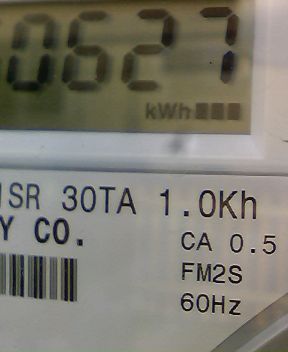 0627
kWh
SR 30TA 1.0Kh
Y CO.
CA 0.5
FM2S
60Hz